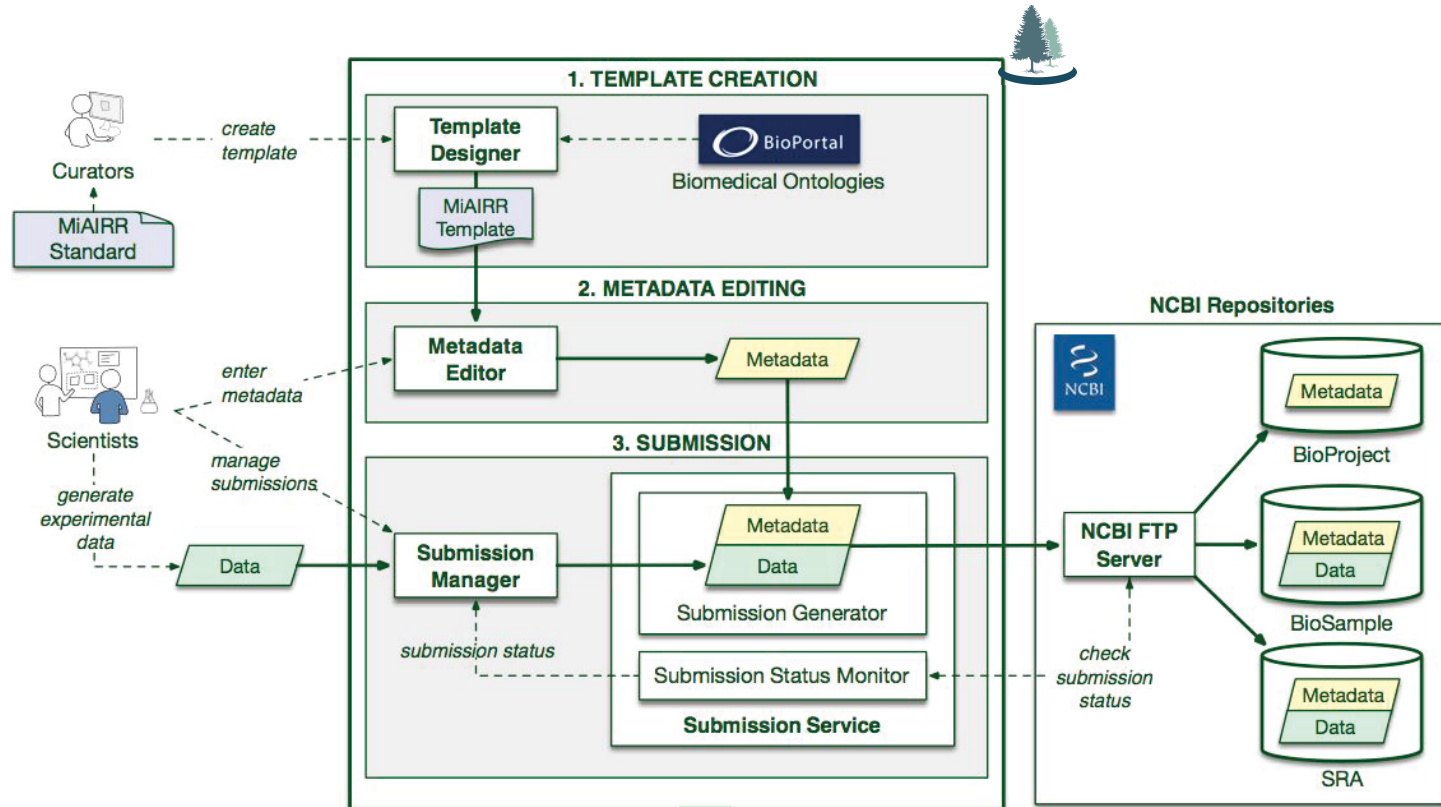 1. TEMPLATE CREATION
create
template
Curators
MiAIRR
Standard
Template
Designer
BioPortal
Biomedical Ontologies
MiAIRR
Template
2. METADATA EDITING
Metadata
Editor
Metadata
enter
metadata
Scientists
manage
submissions
generate
experimental
data
Data
3. SUBMISSION
Submission
Manager
Metadata
Data
Submission Generator
submission status
Submission Status Monitor
Submission Service
check
submission
status
NCBI Repositories
NCBI
NCBI FTP
Server
Metadata
BioProject
Metadata
Data
BioSample
Metadata
Data
SRA